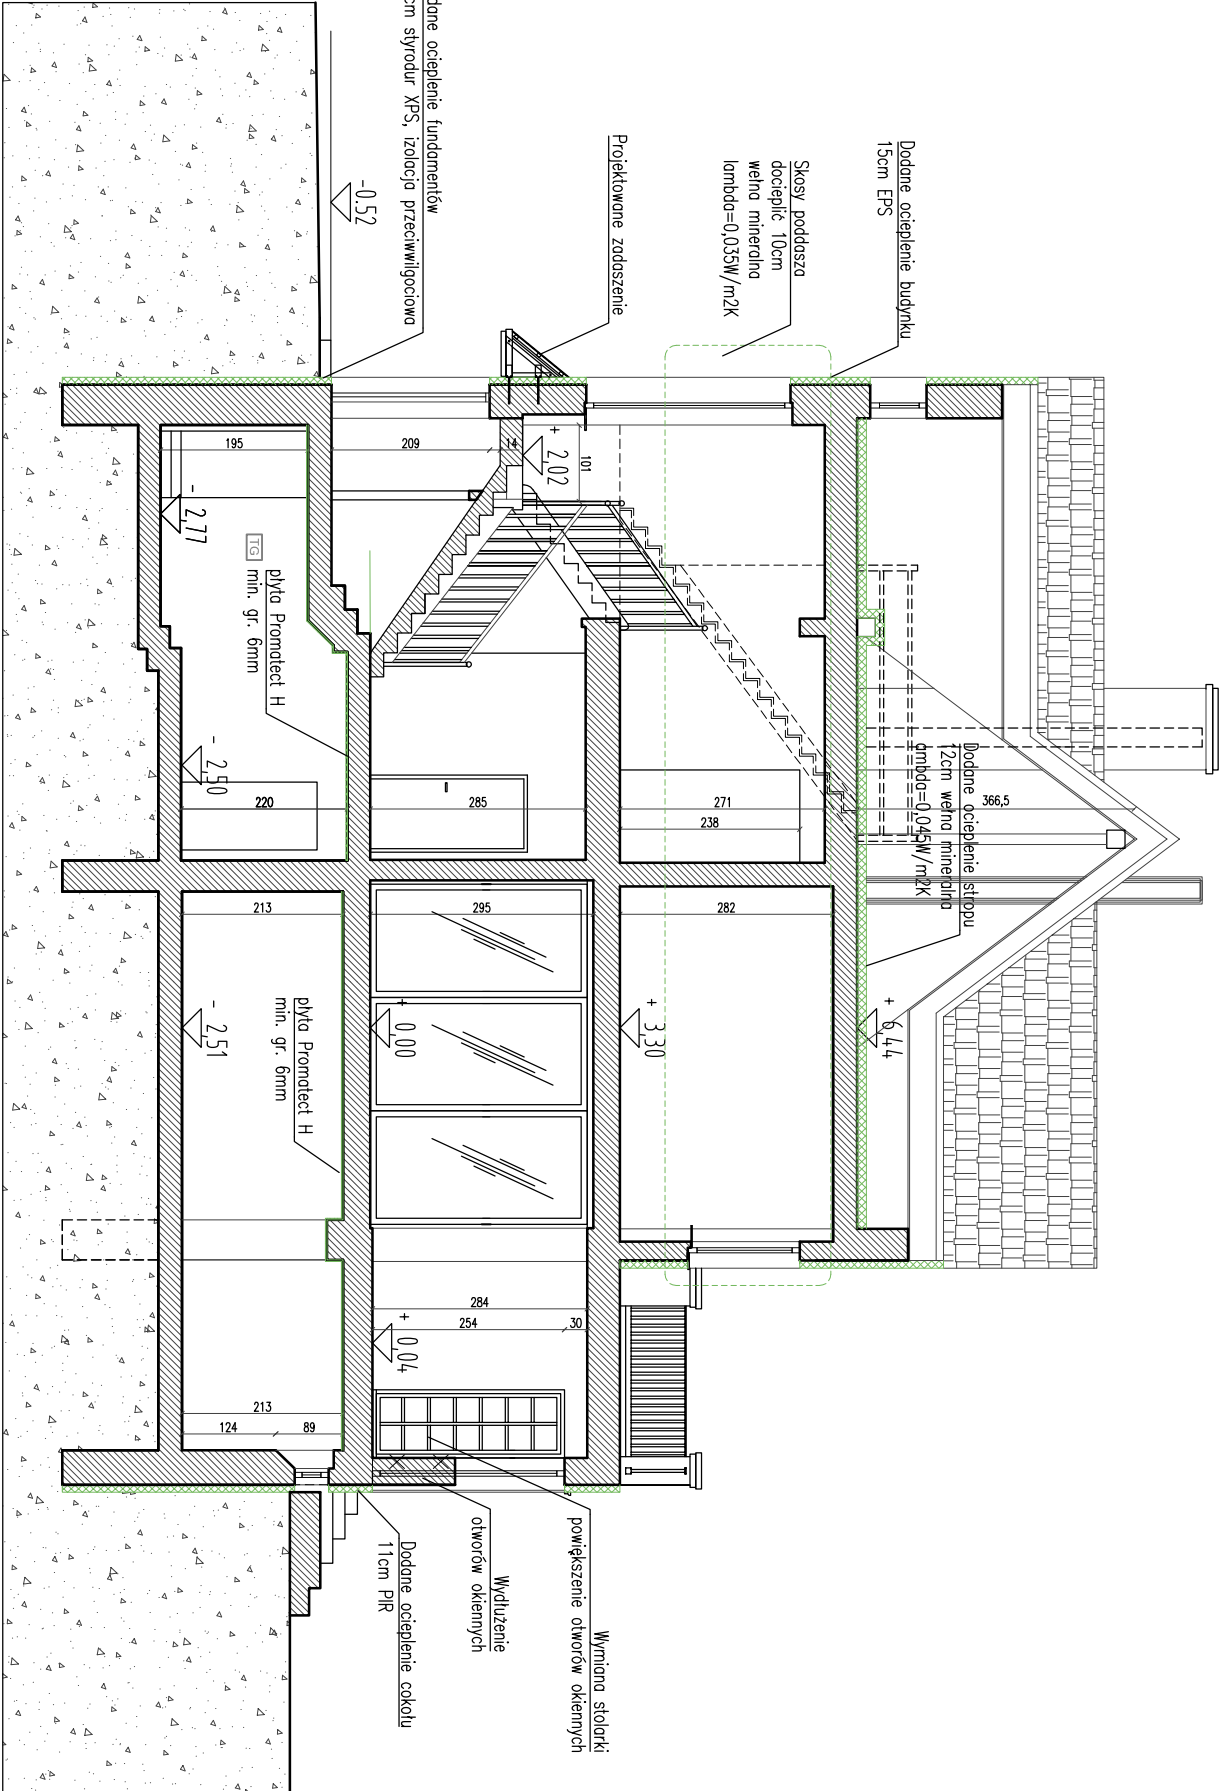 Dodane ocieplenie budynku
15cm EPS
Skosy poddasza
docieplić 10cm
wełna mineralna
lambda=0,035W/m2K
Projektowane zadaszenie
dane ocieplenie fundamentów
cm styrodur XPS, izolacja przeciwwilgociowa
-0.52
366,5
Dodane ocieplenie stropu
12cm wełna mineralna
ambda=0,045W/m2K
+
6,44
271
238
282
+
3,30
101
+
2,02
14
209
285
295
+
0,00
284
254
30
+
0,04
195
-
2,77
TG
płyta Promatect H
min. gr. 6mm
-
2,50
220
213
-
2,51
płyta Promatect H
min. gr. 6mm
213
124
89
Wymiana stolarki
powiększenie otworów okiennych
Wydłużenie
otworów okiennych
Dodane ocieplenie cokołu
11cm PIR